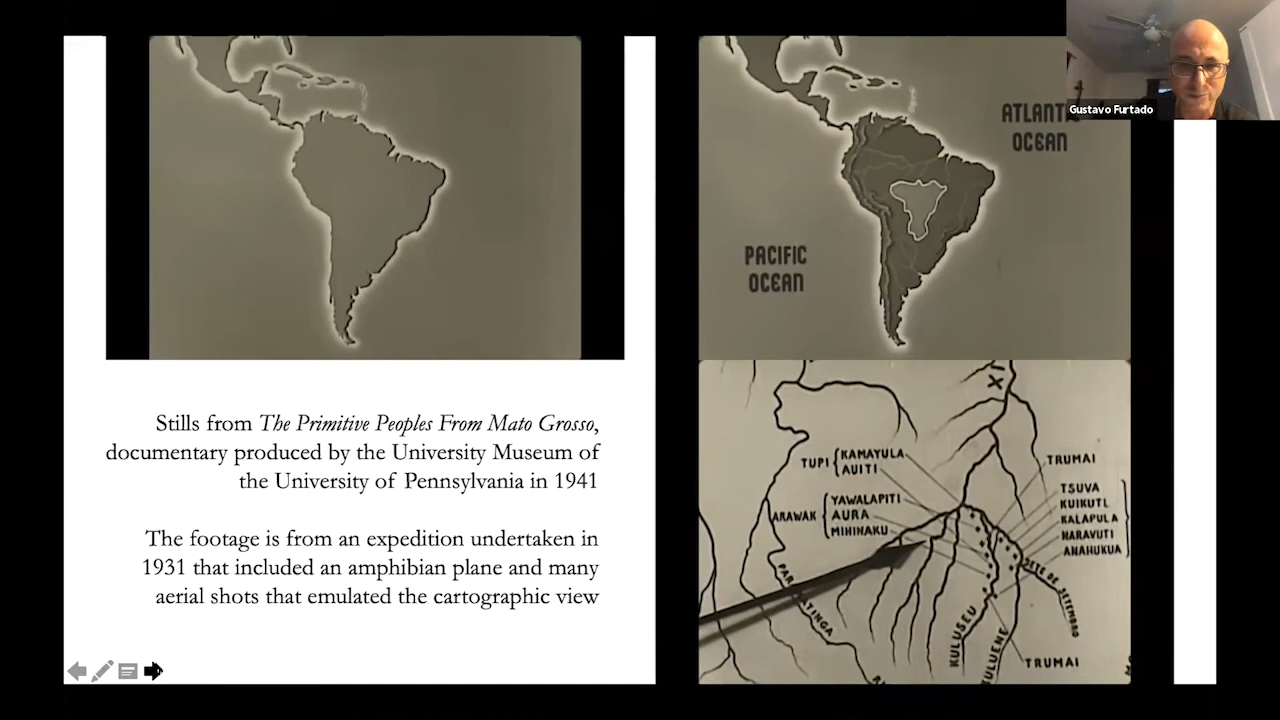 ATLANTIC
OCEAN
PACIFIC
OCEAN
Gustavo Furtado
Stills from The Primitive Peoples From Mato Grosso,
documentary produced by the University Museum of
the University of Pennsylvania in 1941
The footage is from an expedition undertaken in
1931 that included an amphibian plane and many
aerial shots that emulated the cartographic view
XI
TUPI
KAMAYULA
AUITI
ARAWAK
YAWALAPITI
AURA
MIHINAKU
TRUMAI
TSUVA
KUIKUTL
KALAPULA
NARAVUTI
ANAHUKUA
SETE DE SETEMBRO
KULUSEU
TRUMAI